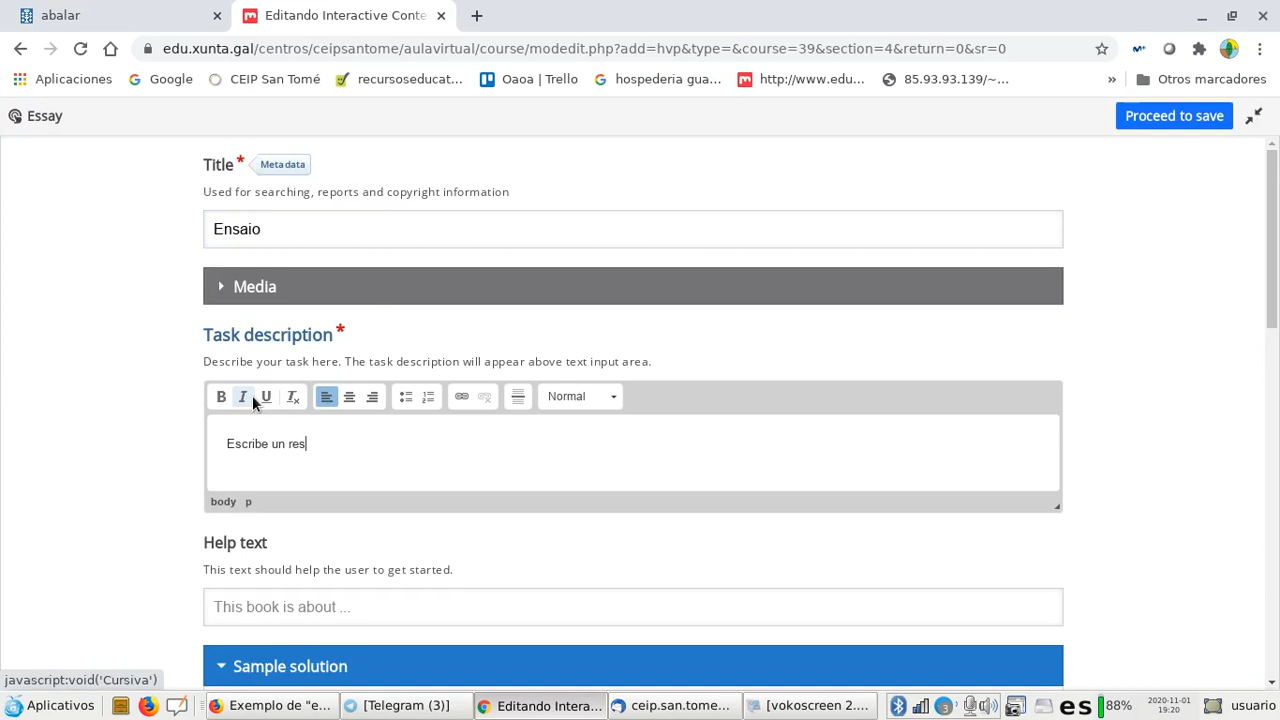 abalar
Editando Interactive Conte
edu.xunta.gal/centros/ceipsantome/aulavirtual/course/modedit.php?add=hvp&type=&course=39&section=4&return=0&sr=0
Aplicaciones
Google
CEIP San Tomé
recursoseducat...
Oaoa | Trello
hospederia gua...
http://www.edu...
85.93.93.139/~...
»
Otros marcadores
Essay
Proceed to save
Title *
Metadata
Used for searching, reports and copyright information
Ensaio
Media
Task description *
Describe your task here. The task description will appear above text input area.
B I U Tx
Normal
Escribe un res
body p
Help text
This text should help the user to get started.
This book is about ...
Sample solution
javascript:void('Cursiva')
Aplicativos
Exemplo de “e...
[Telegram (3)]
Editando Intera...
ceip.san.tome...
[vokoscreen 2....
3
es
88%
2020-11-01
19:20
usuario